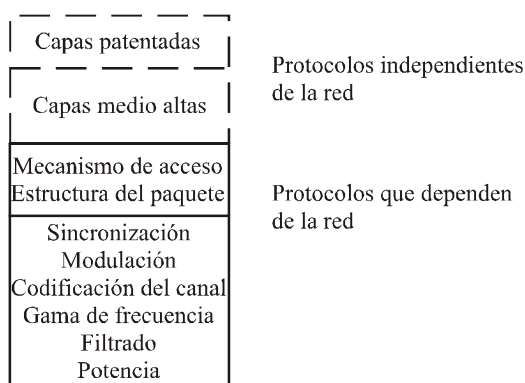 Capas patentadas
Capas medio altas
Protocolos independientes
de la red
Mecanismo de acceso
Estructura del paquete
Protocolos que dependen
de la red
Sincronización
Modulación
Codificación del canal
Gama de frecuencia
Filtrado
Potencia